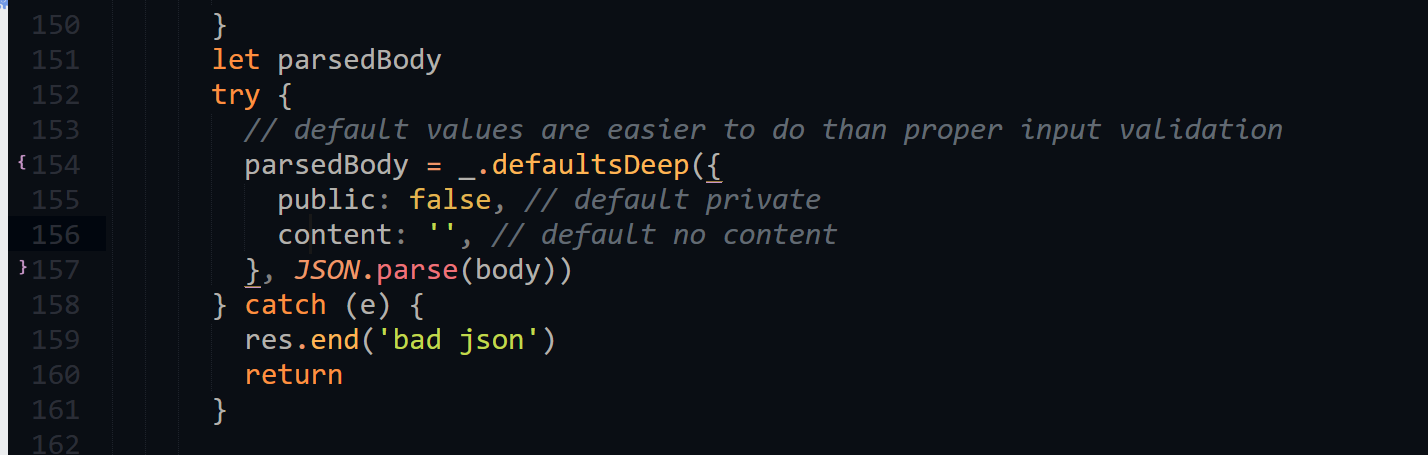 150 }
151 let parsedBody
152 try {
153 // default values are easier to do than proper input validation
{154 parsedBody = _.defaultsDeep({
155 public: false, // default private
156 content: '', // default no content
}157 }, JSON.parse(body))
158 } catch (e) {
159 res.end('bad json')
160 return
161 }
162